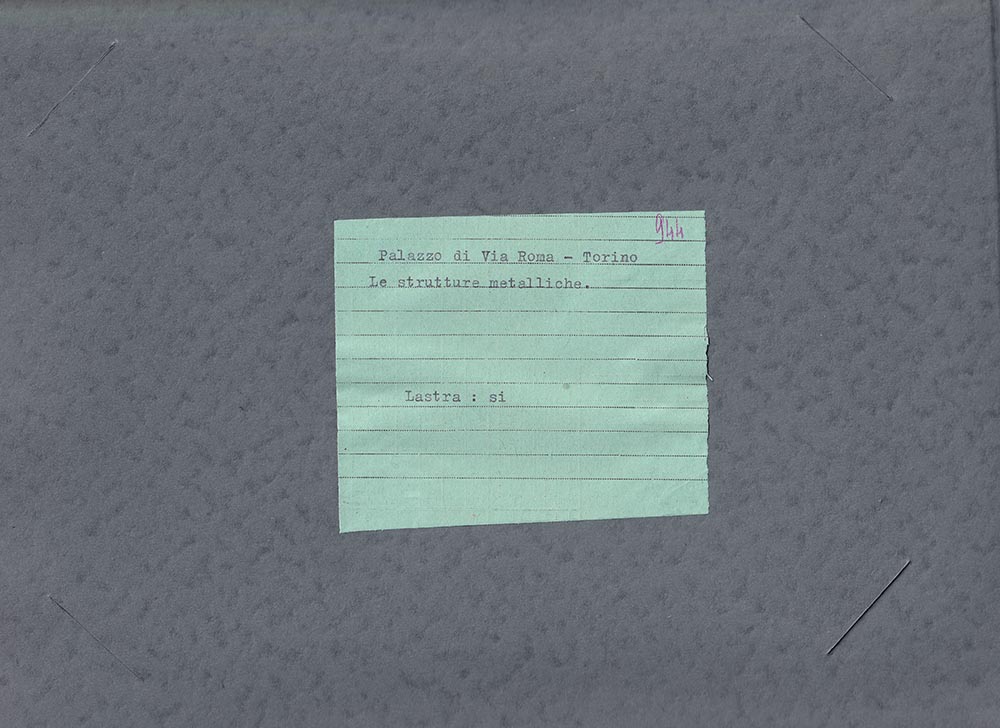 944
Palazzo di Via Roma - Torino
Le strutture metalliche.
Lastra : si